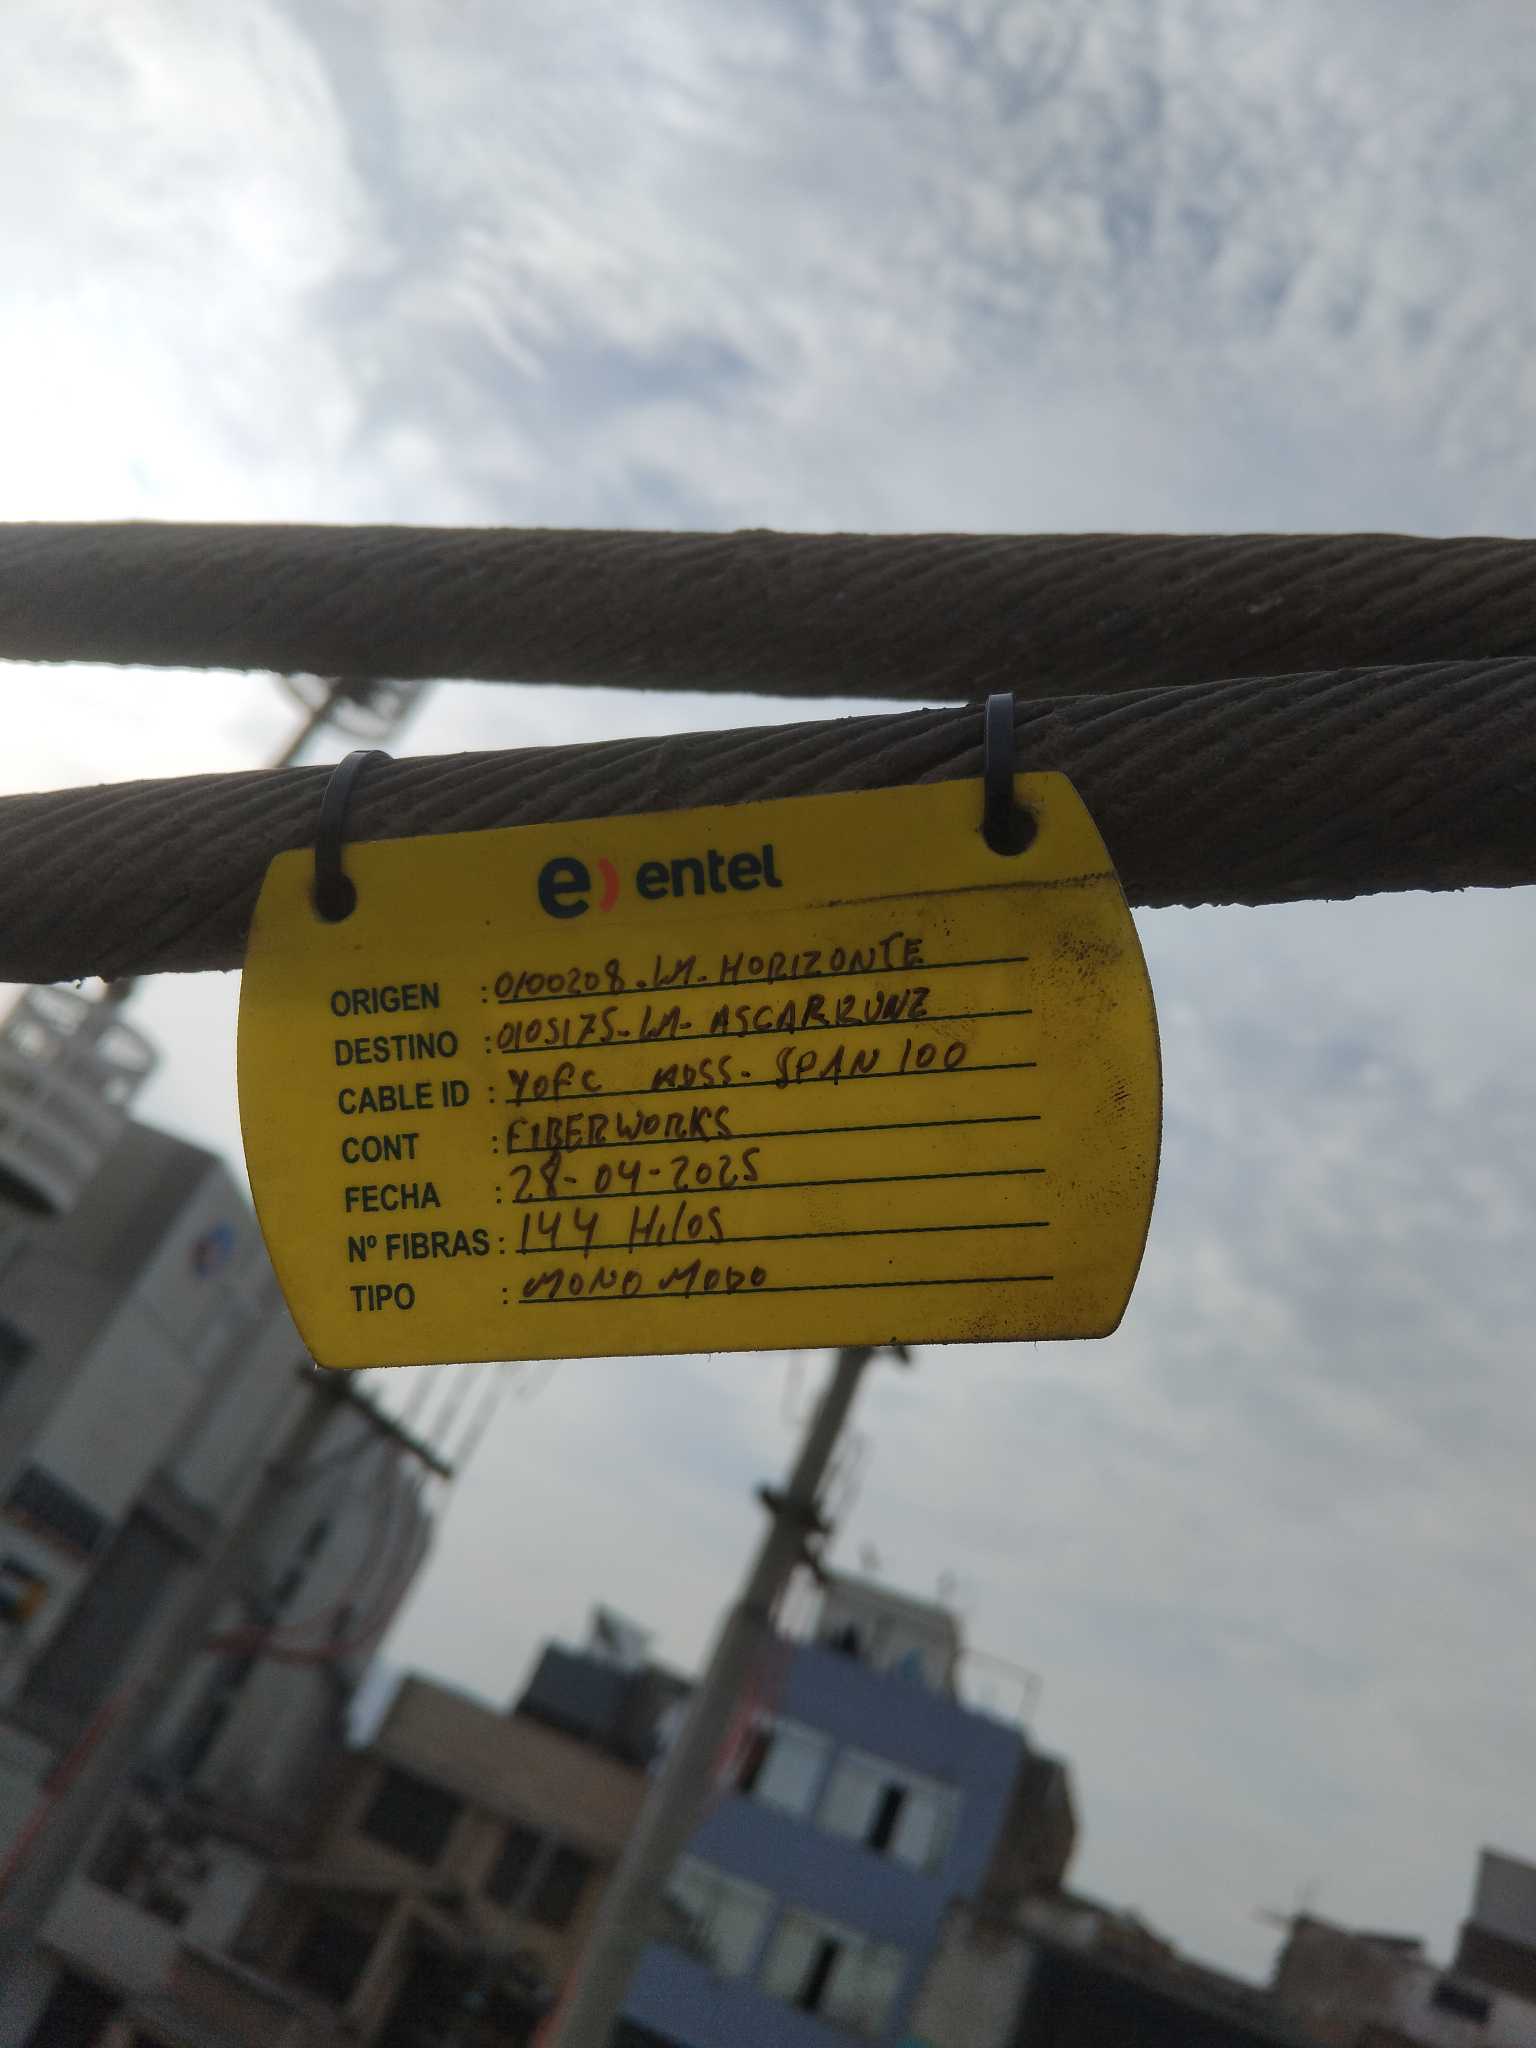 e) entel
ORIGEN : 0100208.LM.HORIZONTE
DESTINO : 0105175-LM-ASCARRUNZ
CABLE ID : YOFC ADSS. SPAN 100
CONT : FIBERWORKS
FECHA : 28-04-2025
Nº FIBRAS : 144 Hilos
TIPO : MONO MODO